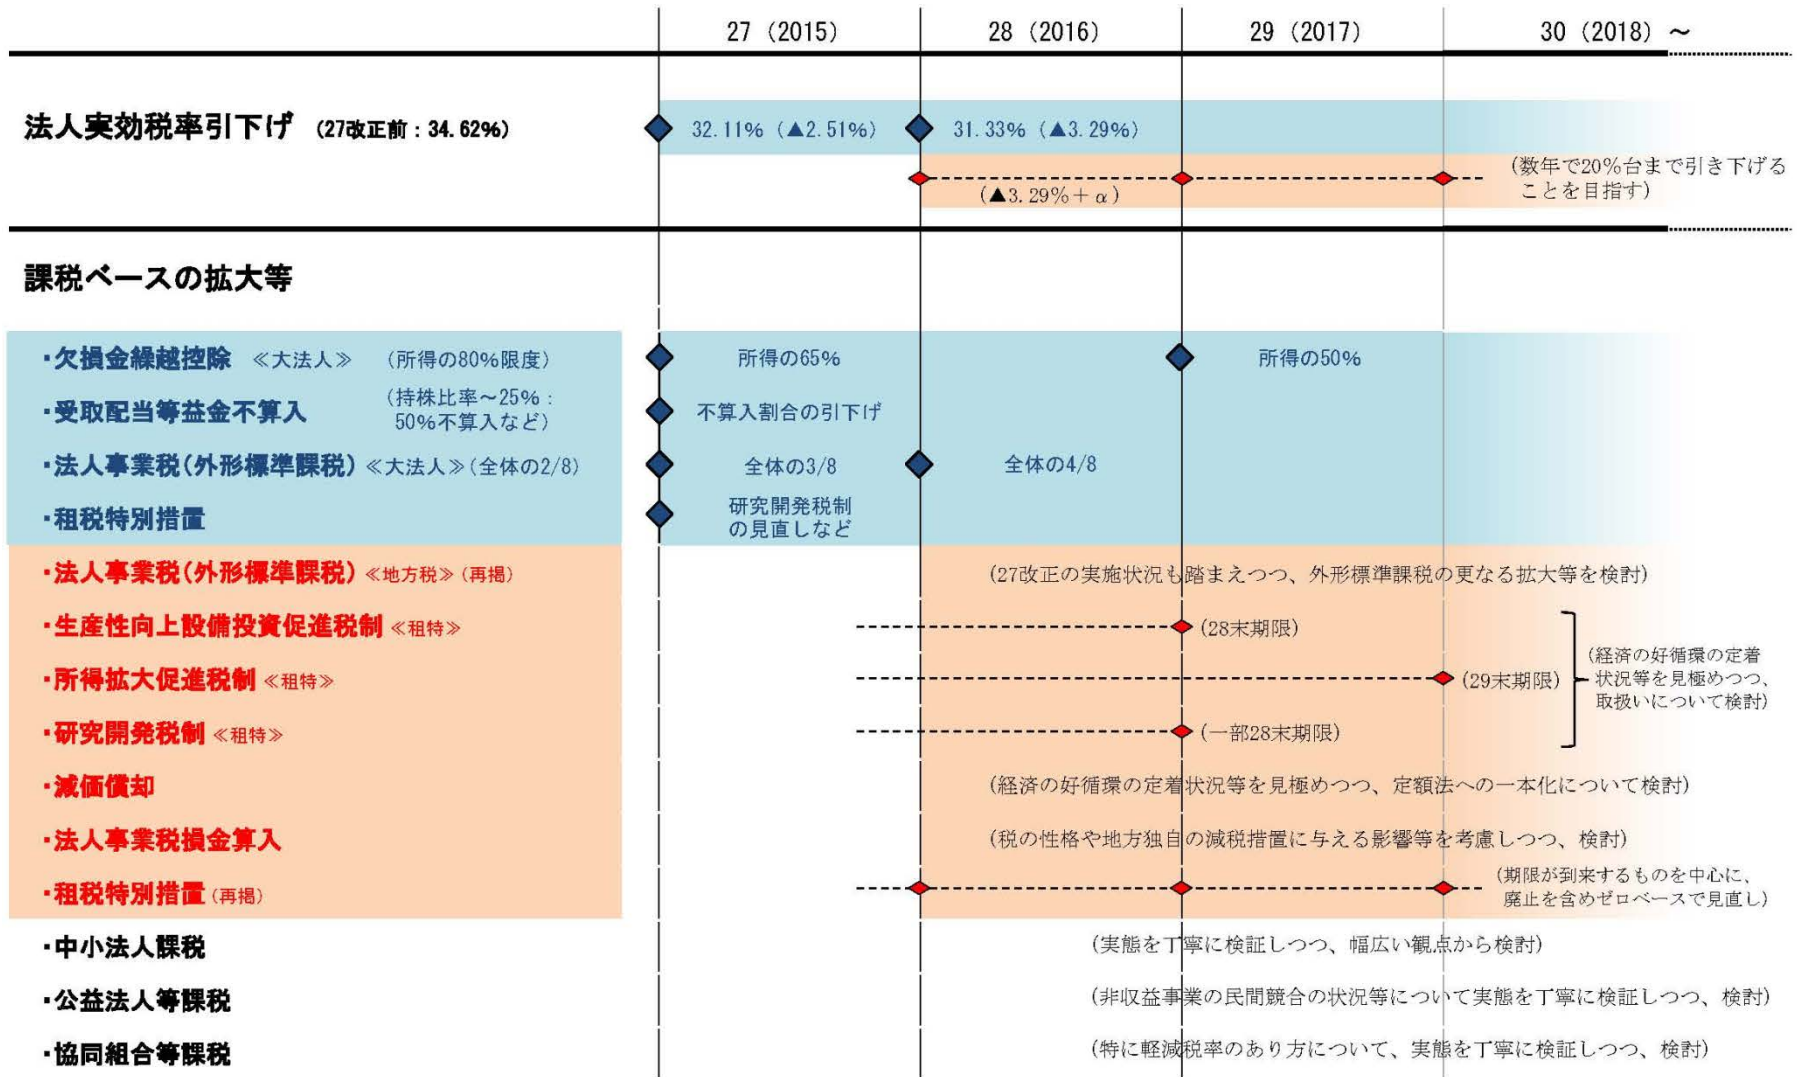 27 (2015) 28 (2016) 29 (2017) 30 (2018) ～
法人実効税率引下げ (27改正前：34.62%) 32.11% (▲2.51%) 31.33% (▲3.29%)
(数年で20%台まで引き下げる
ことを目指す)
(▲3.29%＋α)
課税ベースの拡大等
・欠損金繰越控除 ≪大法人≫ (所得の80%限度) 所得の65% 所得の50%
・受取配当等益金不算入 (持株比率～25%：
50%不算入など) 不算入割合の引下げ
・法人事業税(外形標準課税) ≪大法人≫(全体の2/8) 全体の3/8 全体の4/8
・租税特別措置 研究開発税制
の見直しなど
・法人事業税(外形標準課税) ≪地方税≫(再掲) (27改正の実施状況も踏まえつつ、外形標準課税の更なる拡大等を検討)
・生産性向上設備投資促進税制 ≪租特≫ (28末期限)
・所得拡大促進税制 ≪租特≫ (29末期限)
(経済の好循環の定着
状況等を見極めつつ、
取扱いについて検討)
・研究開発税制 ≪租特≫ (一部28末期限)
・減価償却 (経済の好循環の定着状況等を見極めつつ、定額法への一本化について検討)
・法人事業税損金算入 (税の性格や地方独自の減税措置に与える影響等を考慮しつつ、検討)
・租税特別措置(再掲) (期限が到来するものを中心に、
廃止を含めゼロベースで見直し)
・中小法人課税 (実態を丁寧に検証しつつ、幅広い観点から検討)
・公益法人等課税 (非収益事業の民間競合の状況等について実態を丁寧に検証しつつ、検討)
・協同組合等課税 (特に軽減税率のあり方について、実態を丁寧に検証しつつ、検討)